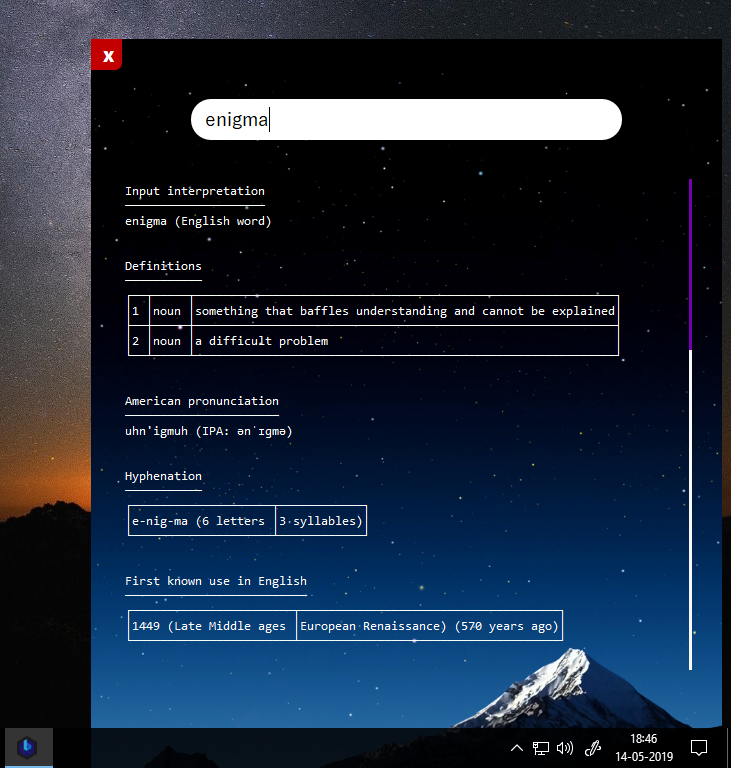 x
enigma
Input interpretation
enigma (English word)
Definitions
1 noun something that baffles understanding and cannot be explained
2 noun a difficult problem
American pronunciation
uhn'igmuh (IPA: ənˈɪgmə)
Hyphenation
e-nig-ma (6 letters 3 syllables)
First known use in English
1449 (Late Middle ages European Renaissance) (570 years ago)
18:46
14-05-2019